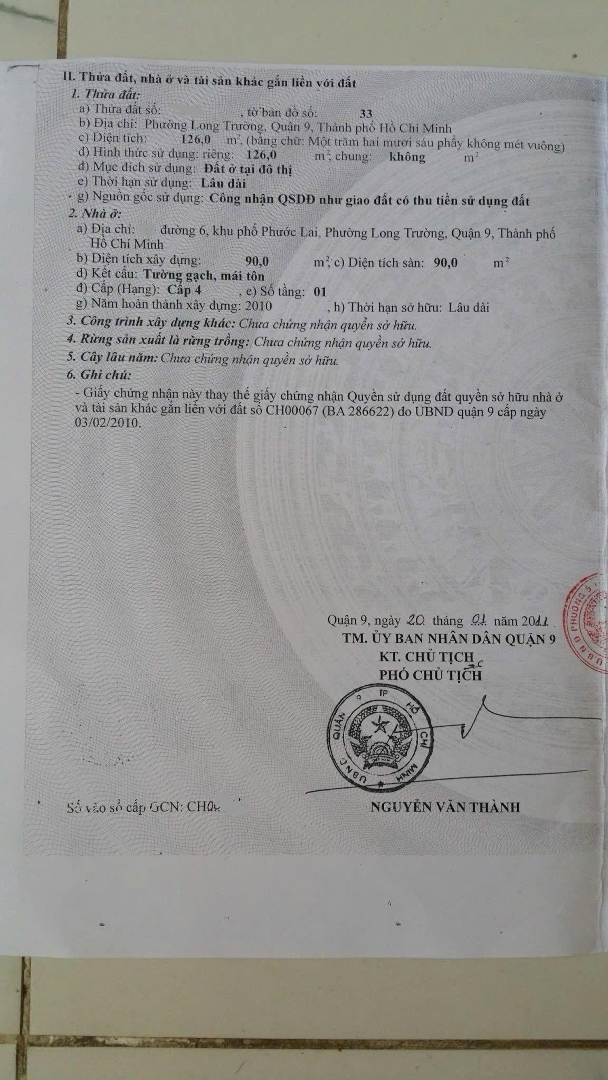 II. Thửa đất, nhà ở và tài sản khác gắn liền với đất
1. Thửa đất:
a) Thửa đất số: , tờ bản đồ số: 33
b) Địa chỉ: Phường Long Trường, Quận 9, Thành phố Hồ Chí Minh
c) Diện tích: 126,0 m², (bằng chữ: Một trăm hai mươi sáu phẩy không mét vuông)
d) Hình thức sử dụng: riêng: 126,0 m²; chung: không m²
đ) Mục đích sử dụng: Đất ở tại đô thị
e) Thời hạn sử dụng: Lâu dài
g) Nguồn gốc sử dụng: Công nhận QSDĐ như giao đất có thu tiền sử dụng đất
2. Nhà ở:
a) Địa chỉ: đường 6, khu phố Phước Lai, Phường Long Trường, Quận 9, Thành phố
Hồ Chí Minh
b) Diện tích xây dựng: 90,0 m²; c) Diện tích sàn: 90,0 m²
d) Kết cấu: Tường gạch, mái tôn
đ) Cấp (Hạng): Cấp 4 , e) Số tầng: 01
g) Năm hoàn thành xây dựng: 2010 , h) Thời hạn sở hữu: Lâu dài
3. Công trình xây dựng khác: Chưa chứng nhận quyền sở hữu.
4. Rừng sản xuất là rừng trồng: Chưa chứng nhận quyền sở hữu.
5. Cây lâu năm: Chưa chứng nhận quyền sở hữu.
6. Ghi chú:
- Giấy chứng nhận này thay thế giấy chứng nhận Quyền sử dụng đất quyền sở hữu nhà ở
và tài sản khác gắn liền với đất số CH00067 (BA 286622) do UBND quận 9 cấp ngày
03/02/2010.
Quận 9, ngày 20 tháng 01 năm 2011
TM. ỦY BAN NHÂN DÂN QUẬN 9
KT. CHỦ TỊCH
PHÓ CHỦ TỊCH
UBND QUẬN 9 TP HỒ CHÍ MINH
UBND PHƯỜNG
Số vào sổ cấp GCN: CH0
NGUYỄN VĂN THÀNH